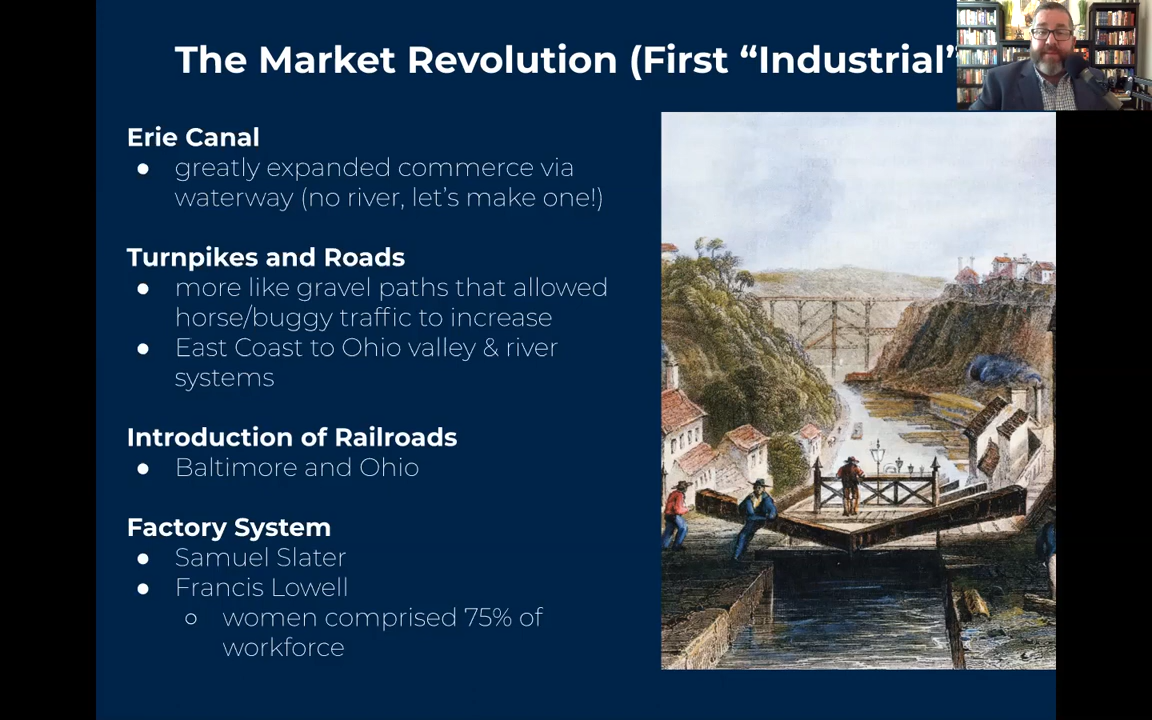 The Market Revolution (First “Industrial”
Erie Canal
● greatly expanded commerce via
waterway (no river, let’s make one!)
Turnpikes and Roads
● more like gravel paths that allowed
horse/buggy traffic to increase
● East Coast to Ohio valley & river
systems
Introduction of Railroads
● Baltimore and Ohio
Factory System
● Samuel Slater
● Francis Lowell
○ women comprised 75% of
workforce